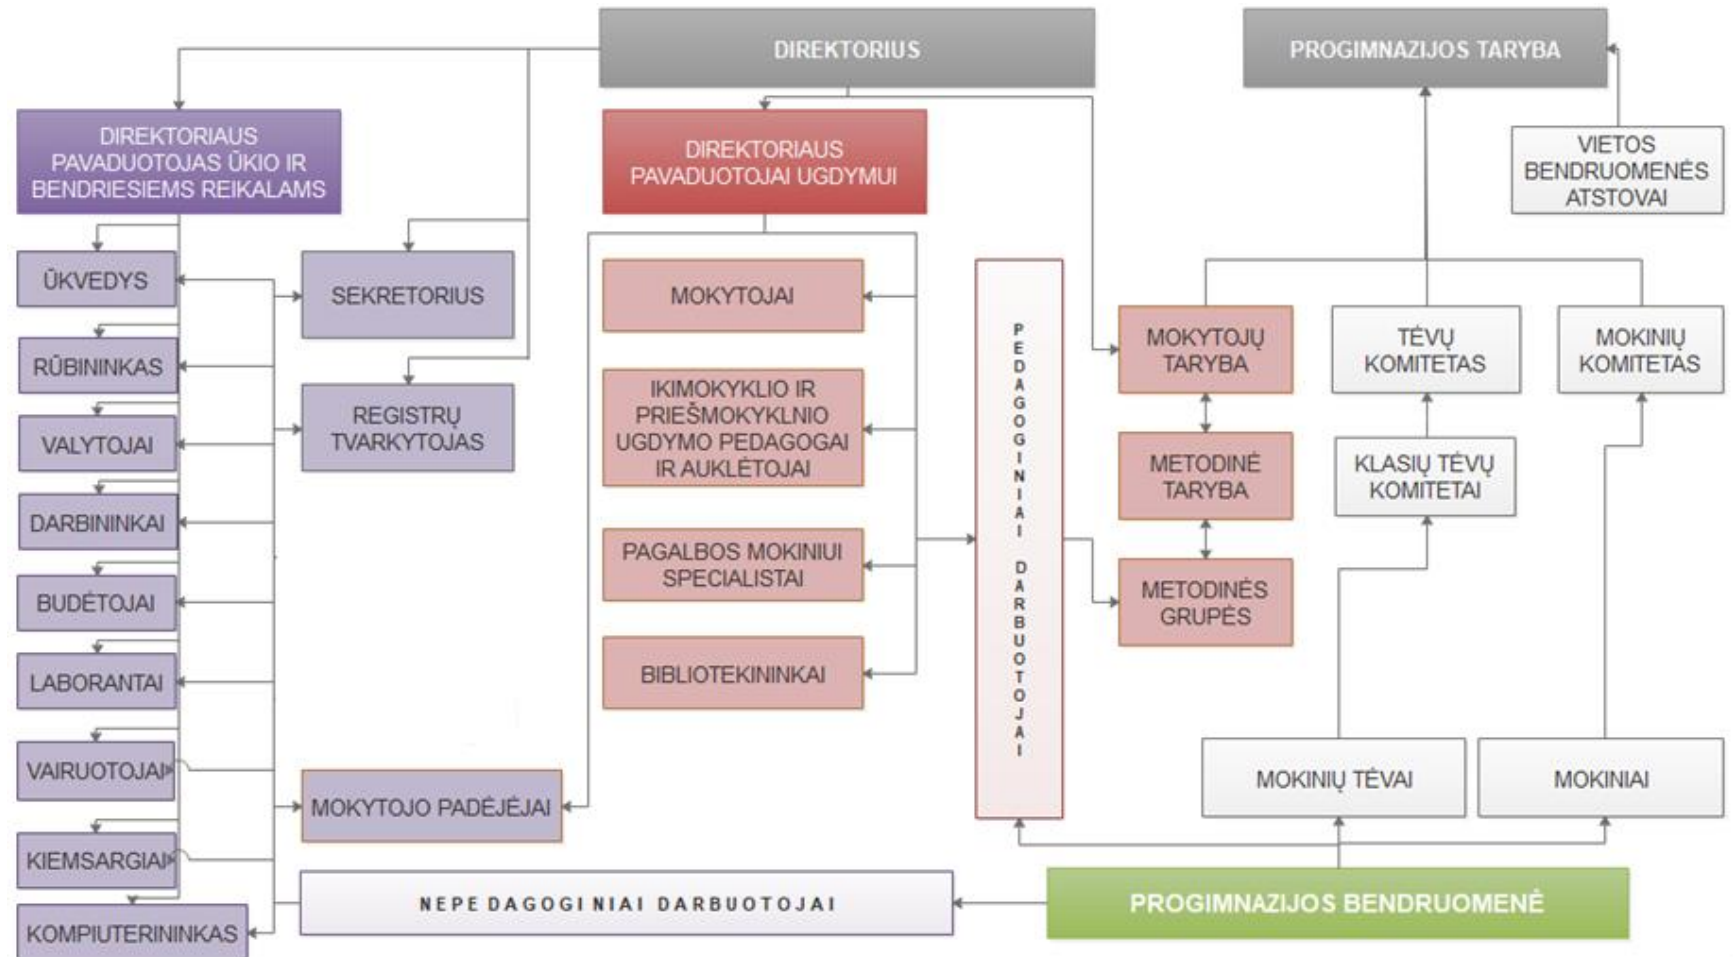 DIREKTORIUS
PROGIMNAZIJOS TARYBA
DIREKTORIAUS
PAVADUOTOJAS ŪKIO IR
BENDRIESIEMS REIKALAMS
DIREKTORIAUS
PAVADUOTOJAI UGDYMUI
VIETOS
BENDRUOMENĖS
ATSTOVAI
ŪKVEDYS
RŪBININKAS
VALYTOJAI
DARBININKAI
BUDĖTOJAI
LABORANTAI
VAIRUOTOJAI
KIEMSARGIAI
KOMPIUTERININKAS
SEKRETORIUS
REGISTRŲ
TVARKYTOJAS
MOKYTOJO PADĖJĖJAI
MOKYTOJAI
IKIMOKYKLIO IR
PRIEŠMOKYKLNIO
UGDYMO PEDAGOGAI
IR AUKLĖTOJAI
PAGALBOS MOKINIUI
SPECIALISTAI
BIBLIOTEKININKAI
PEDAGOGINIAI DARBUOTOJAI
MOKYTOJŲ
TARYBA
METODINĖ
TARYBA
METODINĖS
GRUPĖS
TĖVŲ
KOMITETAS
KLASIŲ TĖVŲ
KOMITETAI
MOKINIŲ
KOMITETAS
MOKINIŲ TĖVAI
MOKINIAI
NEPEDAGOGINIAI DARBUOTOJAI
PROGIMNAZIJOS BENDRUOMENĖ